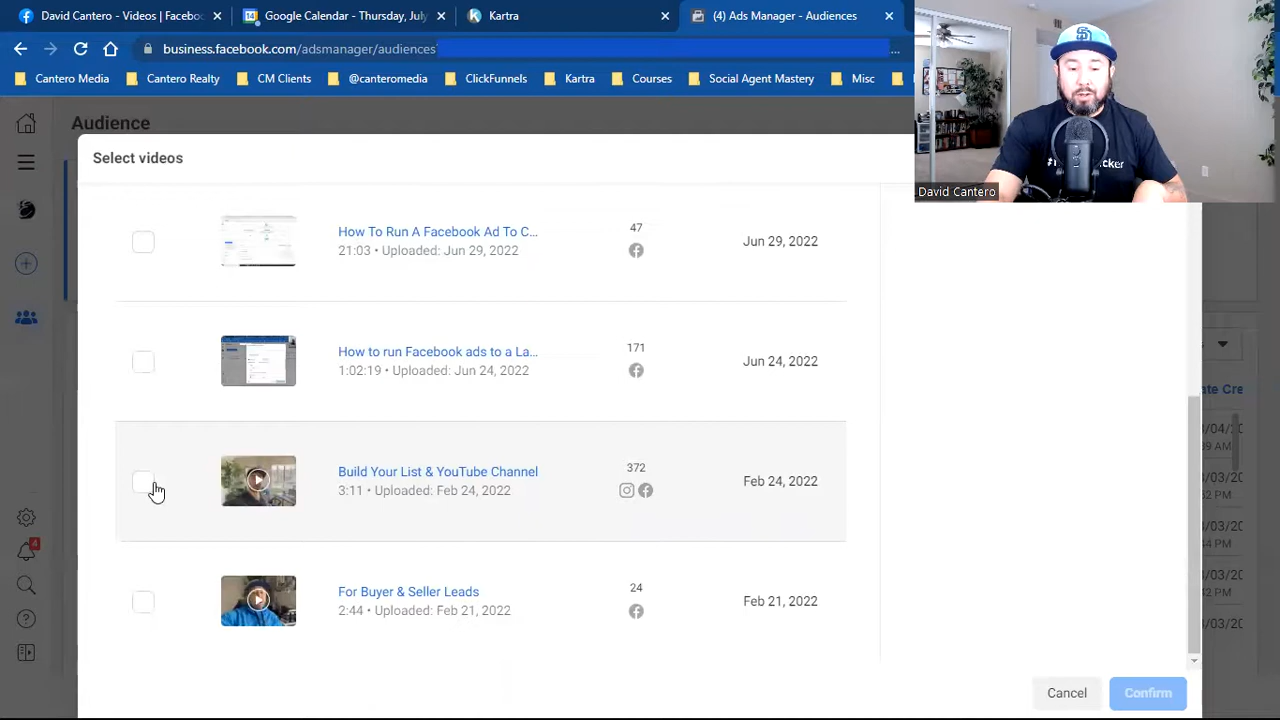 David Cantero - Videos | Facebo
Google Calendar - Thursday, July
Kartra
(4) Ads Manager - Audiences
business.facebook.com/adsmanager/audiences
...
Cantero Media
Cantero Realty
CM Clients
@canteromedia
ClickFunnels
Kartra
Courses
Social Agent Mastery
Misc
Audience
Select videos
David Cantero
How To Run A Facebook Ad To C...
21:03 • Uploaded: Jun 29, 2022
47
Jun 29, 2022
How to run Facebook ads to a La...
1:02:19 • Uploaded: Jun 24, 2022
171
Jun 24, 2022
Build Your List & YouTube Channel
3:11 • Uploaded: Feb 24, 2022
372
Feb 24, 2022
For Buyer & Seller Leads
2:44 • Uploaded: Feb 21, 2022
24
Feb 21, 2022
4
Cancel
Confirm